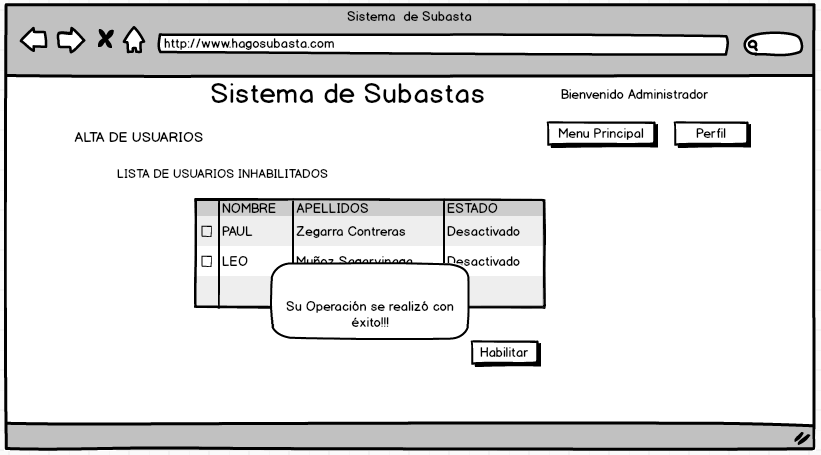 Sistema de Subasta
http://www.hagosubasta.com
Sistema de Subastas
Bienvenido Administrador
ALTA DE USUARIOS
Menu Principal
Perfil
LISTA DE USUARIOS INHABILITADOS
NOMBRE APELLIDOS ESTADO
PAUL Zegarra Contreras Desactivado
LEO Muñoz Desactivado
Su Operación se realizó con
éxito!!!
Habilitar